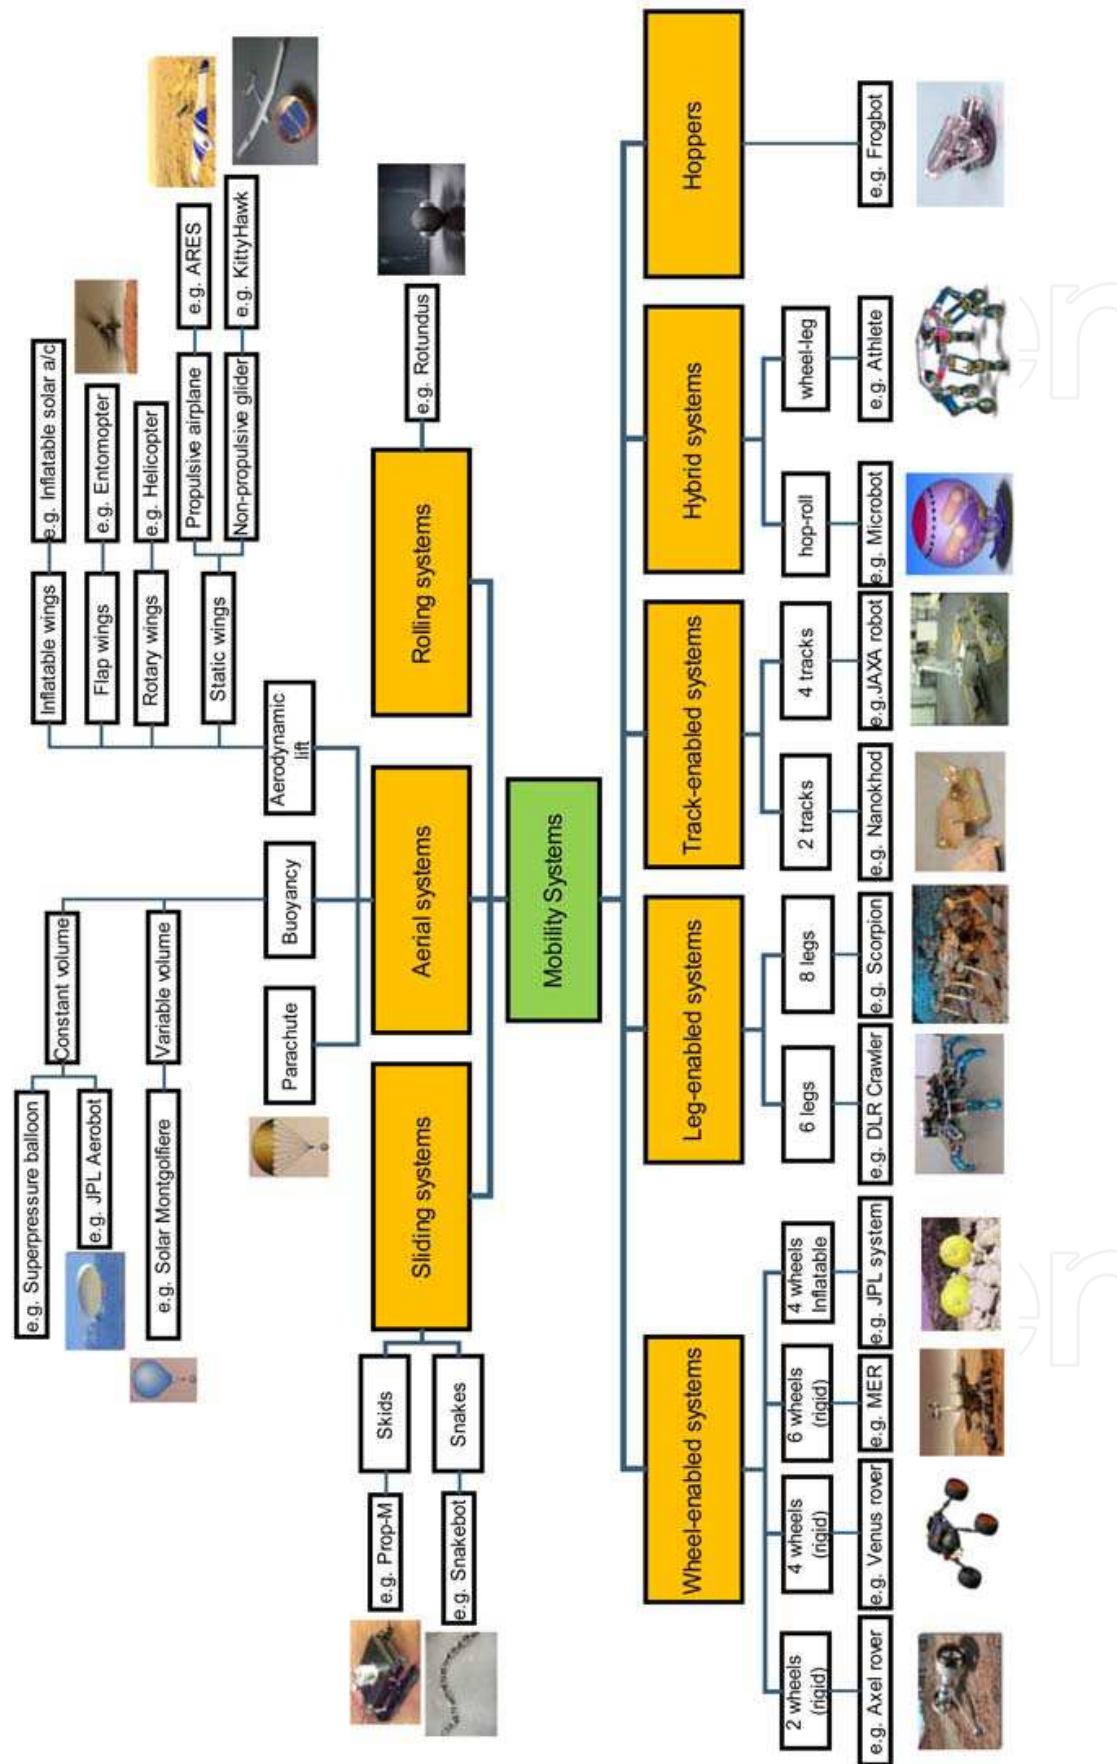 e.g. Superpressure balloon
e.g. JPL Aerobot
Constant volume
e.g. Solar Montgolfiere
Variable volume
Parachute
Buoyancy
Aerodynamic
lift
Inflatable wings
e.g. Inflatable solar a/c
Flap wings
e.g. Entomopter
Rotary wings
e.g. Helicopter
Static wings
Propulsive airplane
e.g. ARES
Non-propulsive glider
e.g. KittyHawk
e.g. Prop-M
Skids
e.g. Snakebot
Snakes
Sliding systems
Aerial systems
Rolling systems
e.g. Rotundus
Mobility Systems
Wheel-enabled systems
Leg-enabled systems
Track-enabled systems
Hybrid systems
Hoppers
2 wheels
(rigid)
4 wheels
(rigid)
6 wheels
(rigid)
4 wheels
Inflatable
6 legs
8 legs
2 tracks
4 tracks
hop-roll
wheel-leg
e.g. Axel rover
e.g. Venus rover
e.g. MER
e.g. JPL system
e.g. DLR Crawler
e.g. Scorpion
e.g. Nanokhod
e.g.JAXA robot
e.g. Microbot
e.g. Athlete
e.g. Frogbot